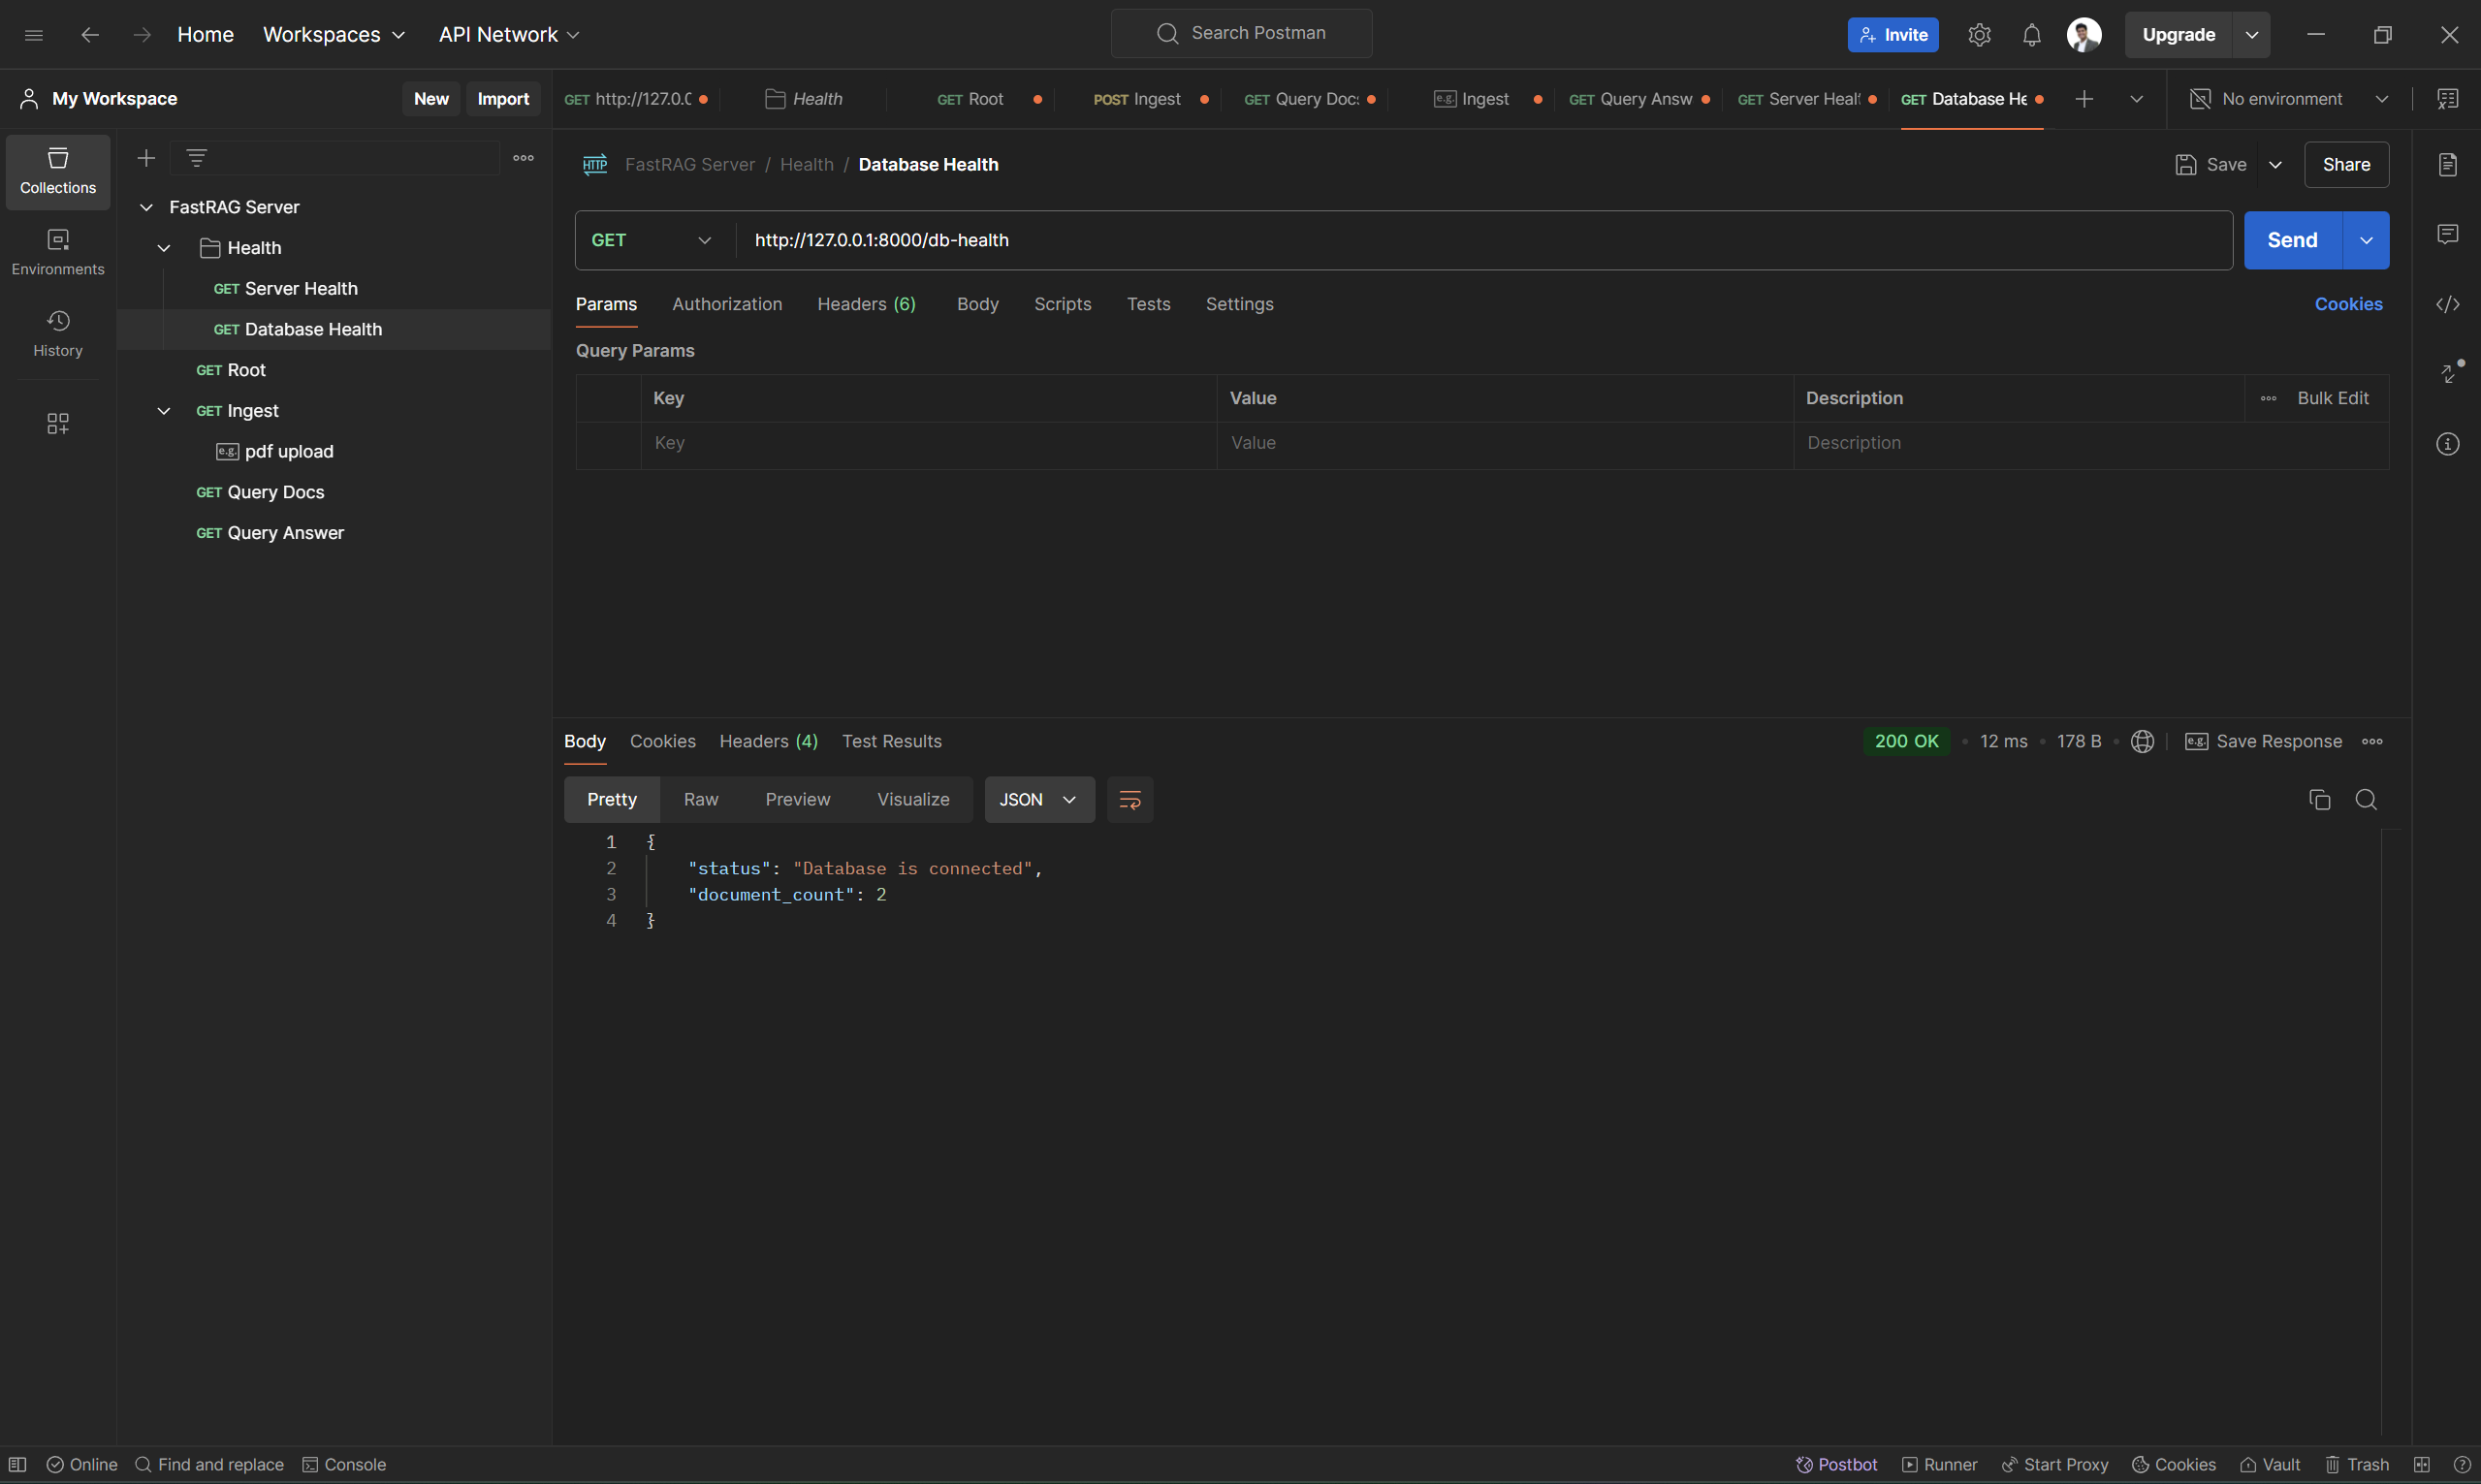 Home Workspaces API Network Search Postman Invite Upgrade
My Workspace New Import GET http://127.0.0 Health GET Root POST Ingest GET Query Docs e.g. Ingest GET Query Answ GET Server Healt GET Database He No environment
Collections
Environments
History
FastRAG Server
Health
GET Server Health
GET Database Health
GET Root
GET Ingest
e.g. pdf upload
GET Query Docs
GET Query Answer
HTTP FastRAG Server / Health / Database Health Save Share
GET http://127.0.0.1:8000/db-health Send
Params Authorization Headers (6) Body Scripts Tests Settings Cookies
Query Params
Key Value Description Bulk Edit
Key Value Description
Body Cookies Headers (4) Test Results 200 OK • 12 ms • 178 B • e.g. Save Response
Pretty Raw Preview Visualize JSON
1 {
2 "status": "Database is connected",
3 "document_count": 2
4 }
Online Find and replace Console Postbot Runner Start Proxy Cookies Vault Trash